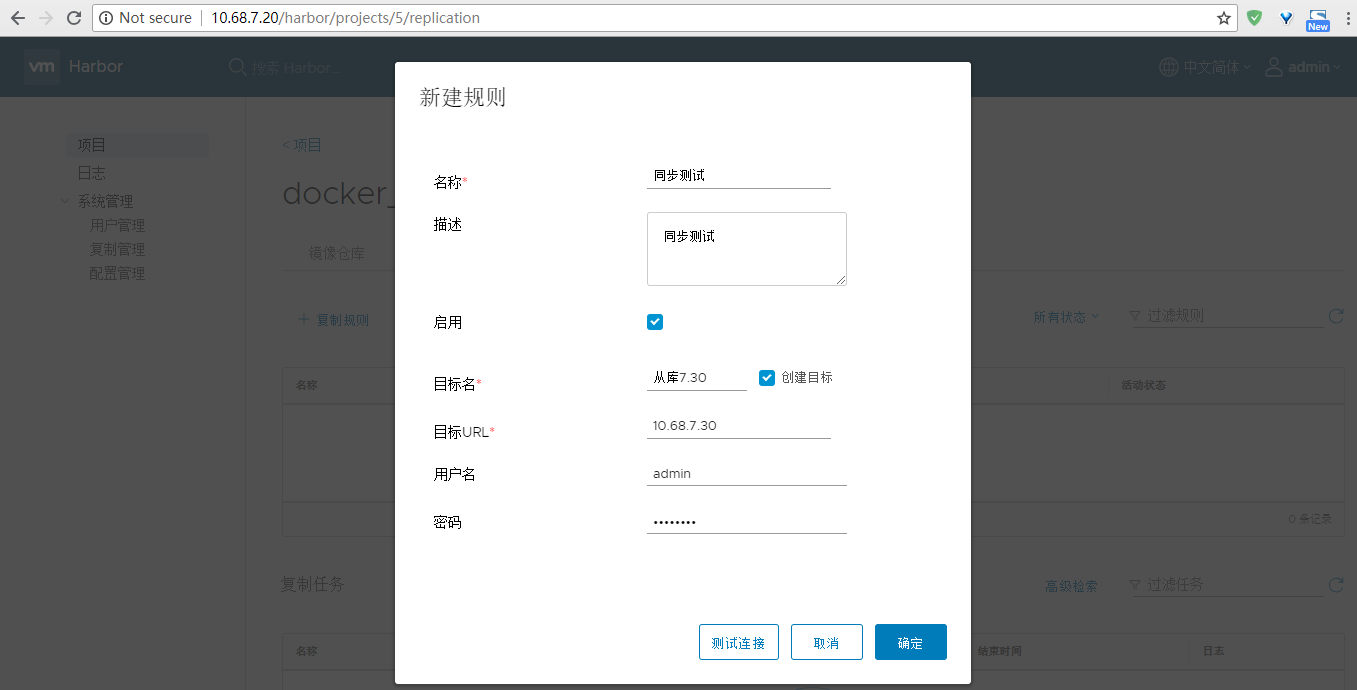 Not secure 10.68.7.20/harbor/projects/5/replication
New
vm Harbor 搜索 Harbor... 中文简体 admin
新建规则
项目 < 项目
日志 名称* 同步测试
系统管理 docker_
用户管理 描述 同步测试
复制管理 镜像仓库
配置管理
+ 复制规则 启用 所有状态 过滤规则
名称 目标名* 从库7.30 创建目标 活动状态
目标URL* 10.68.7.30
用户名 admin
密码 ••••••••
0 条记录
复制任务 高级检索 过滤任务
测试连接 取消 确定
名称 结束时间 日志